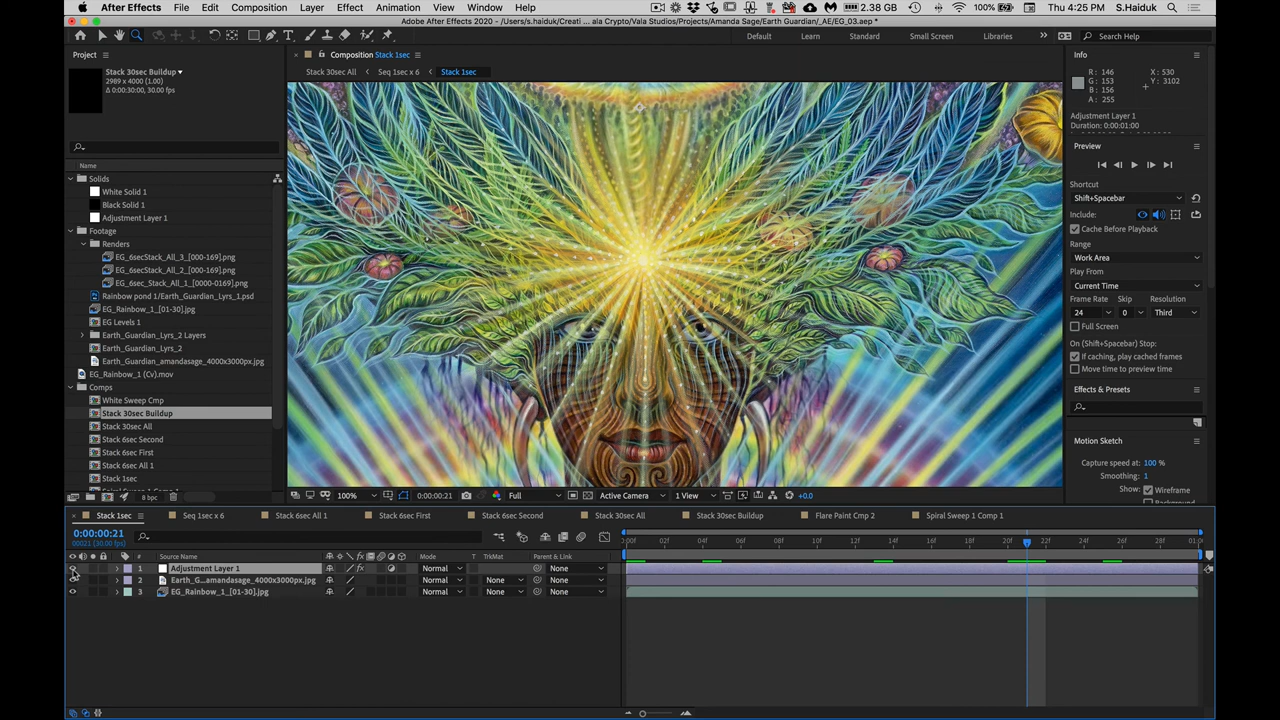 After Effects File Edit Composition Layer Effect Animation View Window Help 2.38 GB 100% Thu 4:25 PM S.Haiduk
Adobe After Effects 2020 - /Users/s.haiduk/Creati ala Crypto/Vala Studios/Projects/Amanda Sage/Earth Guardian/_AE/EG_03.aep *
Default Learn Standard Small Screen Libraries Search Help
Project
Stack 30sec Buildup
2989 x 4000 (1.00)
Δ 0:00:30:00, 30.00 fps
Name
Solids
White Solid 1
Black Solid 1
Adjustment Layer 1
Footage
Renders
EG_6secStack_All_3_[000-169].png
EG_6secStack_All_2_[000-169].png
EG_6sec_Stack_All_1_[0000-0169].png
Rainbow pond 1/Earth_Guardian_Lyrs_1.psd
EG_Rainbow_1_[01-30].jpg
EG Levels 1
Earth_Guardian_Lyrs_2 Layers
Earth_Guardian_Lyrs_2
Earth_Guardian_amandasage_4000x3000px.jpg
EG_Rainbow_1 (Cv).mov
Comps
White Sweep Cmp
Stack 30sec Buildup
Stack 30sec All
Stack 6sec Second
Stack 6sec First
Stack 6sec All 1
Stack 1sec
8 bpc
Composition Stack 1sec
Stack 30sec All Seq 1sec x 6 Stack 1sec
100% 0:00:00:21 Full Active Camera 1 View +0.0
Info
R : 146 X : 530
G : 153 Y : 3102
B : 156
A : 255
Adjustment Layer 1
Duration: 0:00:01:00
Preview
Shortcut
Shift+Spacebar
Include:
Cache Before Playback
Range
Work Area
Play From
Current Time
Frame Rate Skip Resolution
24 0 Third
Full Screen
On (Shift+Spacebar) Stop:
If caching, play cached frames
Move time to preview time
Effects & Presets
Motion Sketch
Capture speed at: 100 %
Smoothing: 1
Show: Wireframe
Stack 1sec Seq 1sec x 6 Stack 6sec All 1 Stack 6sec First Stack 6sec Second Stack 30sec All Stack 30sec Buildup Flare Paint Cmp 2 Spiral Sweep 1 Comp 1
0:00:00:21
00021 (30.00 fps)
# Source Name Mode T TrkMat Parent & Link
:00f 02f 04f 06f 08f 10f 12f 14f 16f 18f 20f 22f 24f 26f 28f 01:0
1 Adjustment Layer 1 Normal None
2 Earth_G...amandasage_4000x3000px.jpg Normal None None
3 EG_Rainbow_1_[01-30].jpg Normal None None